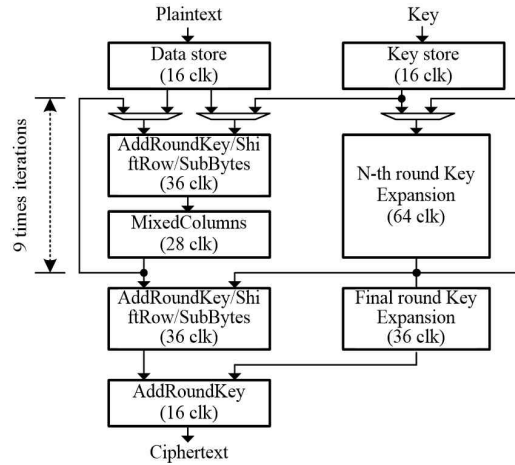 Plaintext
Key
Data store
(16 clk)
Key store
(16 clk)
9 times iterations
AddRoundKey/Shi
ftRow/SubBytes
(36 clk)
N-th round Key
Expansion
(64 clk)
MixedColumns
(28 clk)
AddRoundKey/Shi
ftRow/SubBytes
(36 clk)
Final round Key
Expansion
(36 clk)
AddRoundKey
(16 clk)
Ciphertext